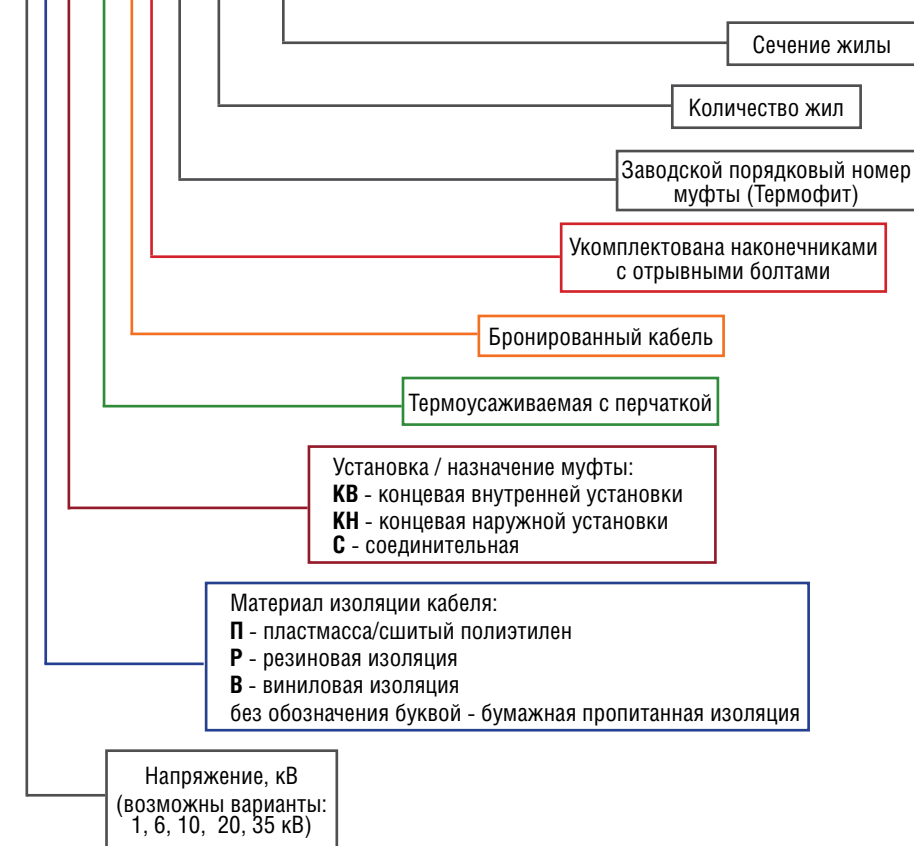 Сечение жилы
Количество жил
Заводской порядковый номер
муфты (Термофит)
Укомплектована наконечниками
с отрывными болтами
Бронированный кабель
Термоусаживаемая с перчаткой
Установка / назначение муфты:
КВ - концевая внутренней установки
КН - концевая наружной установки
С - соединительная
Материал изоляции кабеля:
П - пластмасса/сшитый полиэтилен
Р - резиновая изоляция
В - виниловая изоляция
без обозначения буквой - бумажная пропитанная изоляция
Напряжение, кВ
(возможны варианты:
1, 6, 10, 20, 35 кВ)